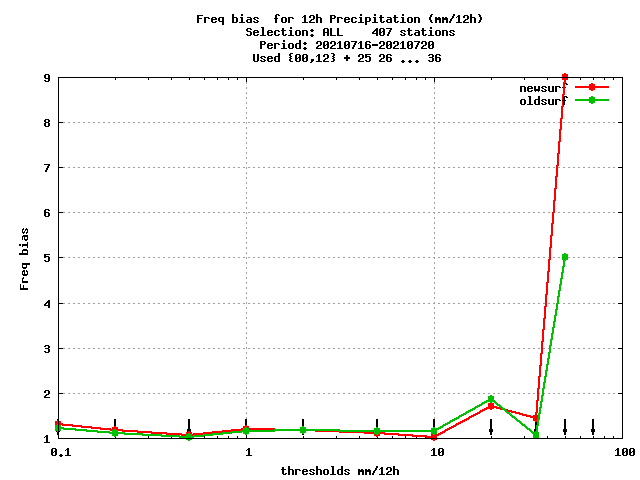 Freq bias  for 12h Precipitation (mm/12h)
Selection: ALL    407 stations
Period: 20210716-20210720
Used {00,12} + 25 26 ... 36
newsurf
oldsurf
Freq bias
9
8
7
6
5
4
3
2
1
0.1
1
10
100
thresholds mm/12h